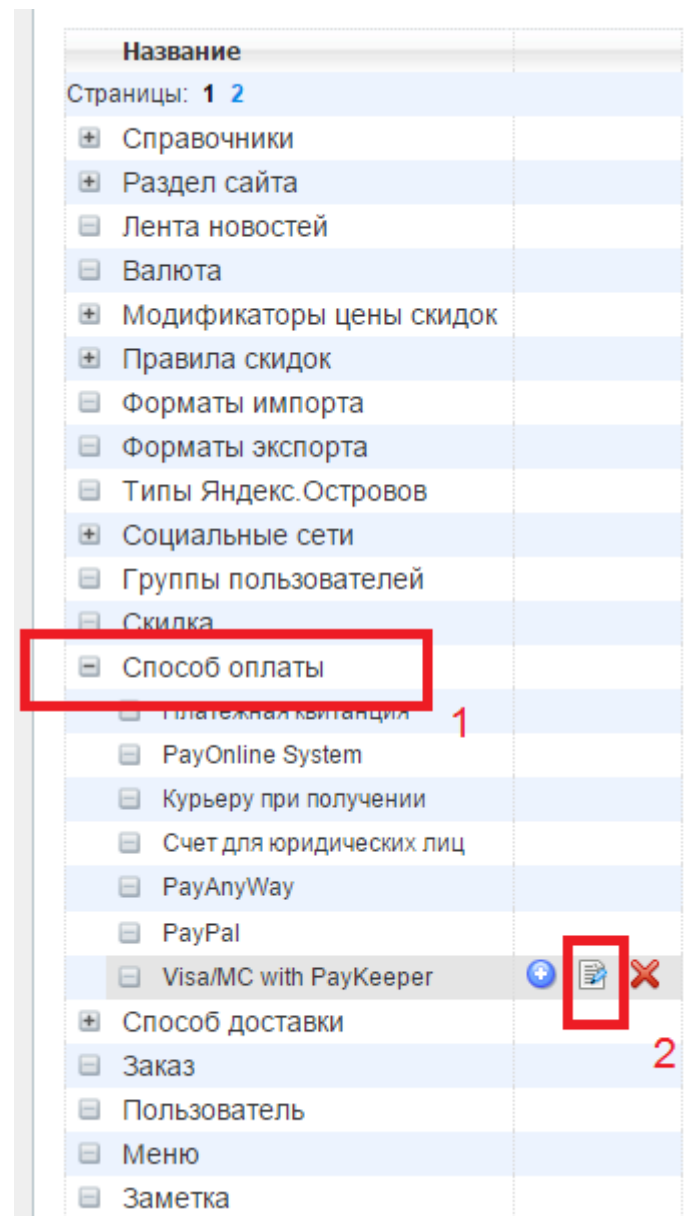 Название
Страницы: 1 2
Справочники
Раздел сайта
Лента новостей
Валюта
Модификаторы цены скидок
Правила скидок
Форматы импорта
Форматы экспорта
Типы Яндекс.Островов
Социальные сети
Группы пользователей
Скидка
Способ оплаты
Платежная квитанция
1
PayOnline System
Курьеру при получении
Счет для юридических лиц
PayAnyWay
PayPal
Visa/MC with PayKeeper
Способ доставки
2
Заказ
Пользователь
Меню
Заметка